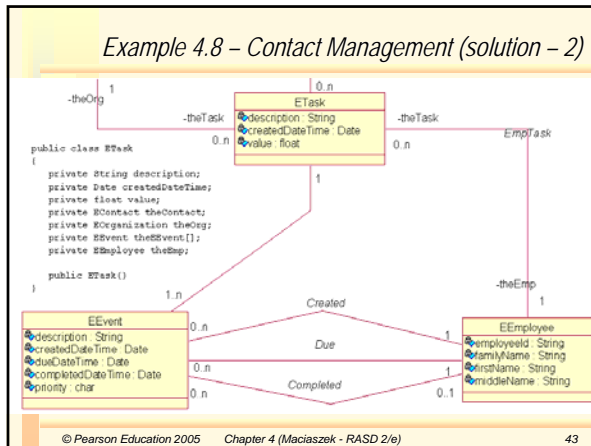 Example 4.8 – Contact Management (solution – 2)
1
0..n
-theOrg
ETask
-theTask
description : String
-theTask
createdDateTime : Date
EmpTask
0..n
value : float
0..n
public class ETask
{
1
private String description;
private Date createdDateTime;
private float value;
private EContact theContact;
private EOrganization theOrg;
private EEvent theEEvent[];
private EEmployee theEmp;
public ETask()
}
-theEmp
1..n
Created
1
EEvent
0..n
EEmployee
description : String
1
employeeId : String
createdDateTime : Date
Due
familyName : String
dueDateTime : Date
0..n
1
firstName : String
completedDateTime : Date
middleName : String
priority : char
0..n
Completed
0..1
© Pearson Education 2005 Chapter 4 (Maciaszek - RASD 2/e) 43